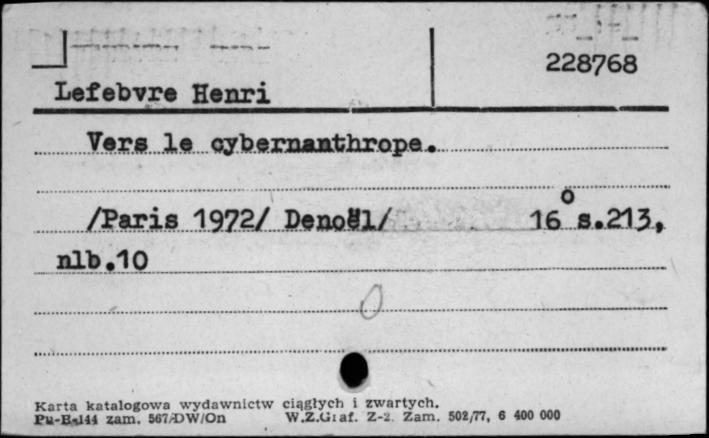 228768
Lefebvre Henri
Vers le cybernanthrope.
/Paris 1972/ Denoël/ 16° s.213,
nlb.10
Karta katalogowa wydawnictw ciągłych i zwartych.
Pu-B-144 zam. 567/DW/On W.Z.Graf. Z-2. Zam. 502/77, 6 400 000